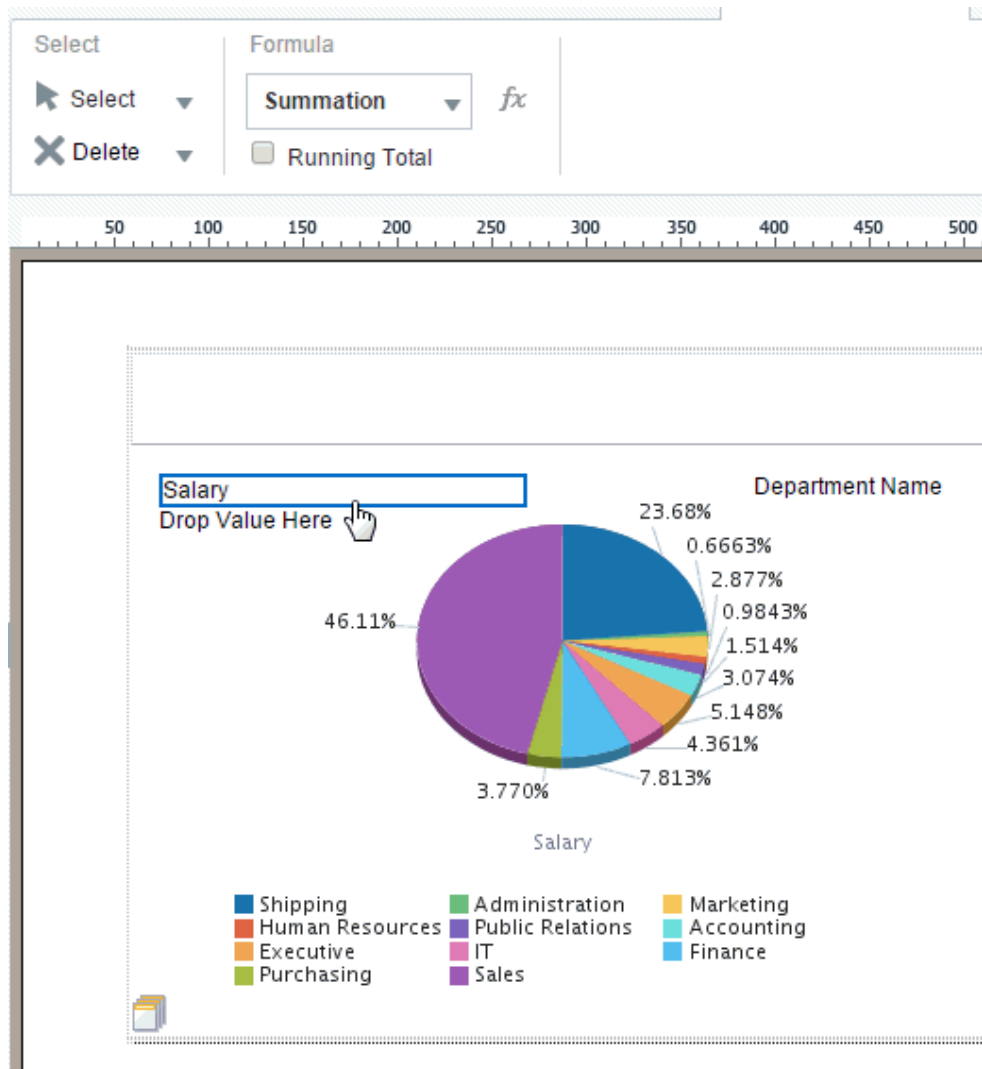 Select
Formula
Select
Summation
fx
Delete
Running Total
50 100 150 200 250 300 350 400 450 500
Salary
Department Name
Drop Value Here
23.68%
0.6663%
2.877%
0.9843%
46.11%
1.514%
3.074%
5.148%
4.361%
7.813%
3.770%
Salary
Shipping Administration Marketing
Human Resources Public Relations Accounting
Executive IT Finance
Purchasing Sales